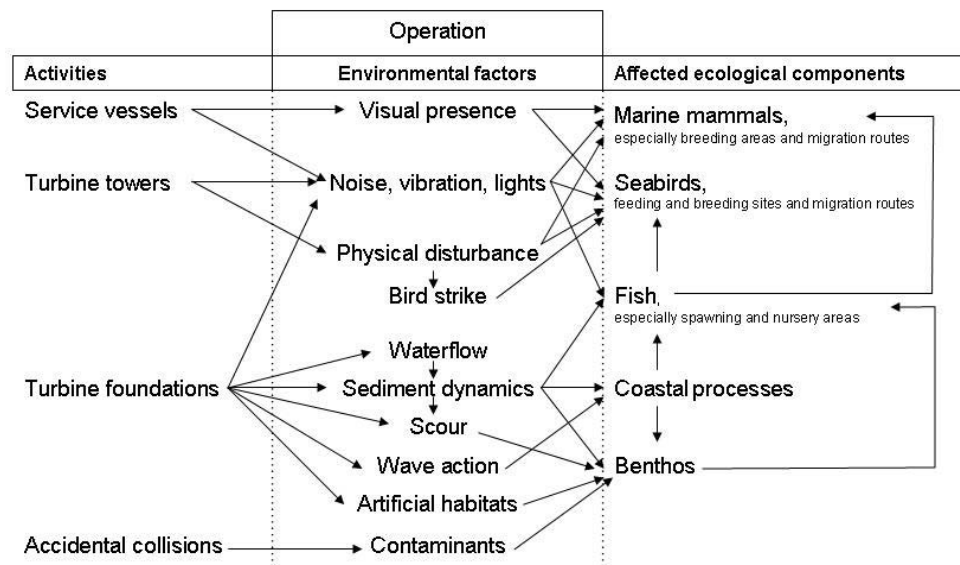 Operation
Activities
Environmental factors
Affected ecological components
Service vessels
Visual presence
Marine mammals,
especially breeding areas and migration routes
Turbine towers
Noise, vibration, lights
Seabirds,
feeding and breeding sites and migration routes
Physical disturbance
Bird strike
Fish,
especially spawning and nursery areas
Waterflow
Turbine foundations
Sediment dynamics
Coastal processes
Scour
Wave action
Benthos
Artificial habitats
Accidental collisions
Contaminants